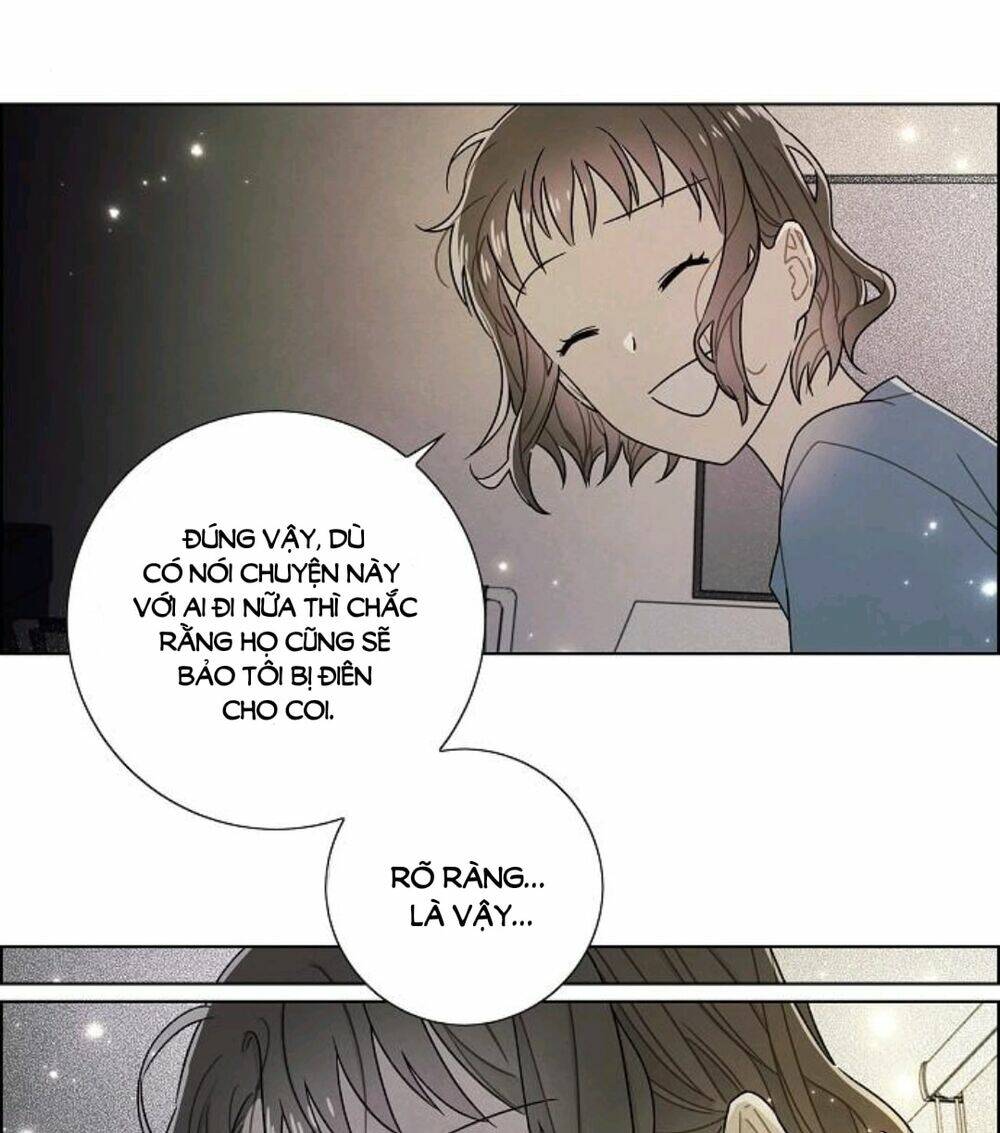 ĐÚNG VẬY, DÙ
CÓ NÓI CHUYỆN NÀY
VỚI AI ĐI NỮA THÌ CHẮC
RẰNG HỌ CŨNG SẼ
BẢO TÔI BỊ ĐIÊN
CHO COI.
RÕ RÀNG...
LÀ VẬY...